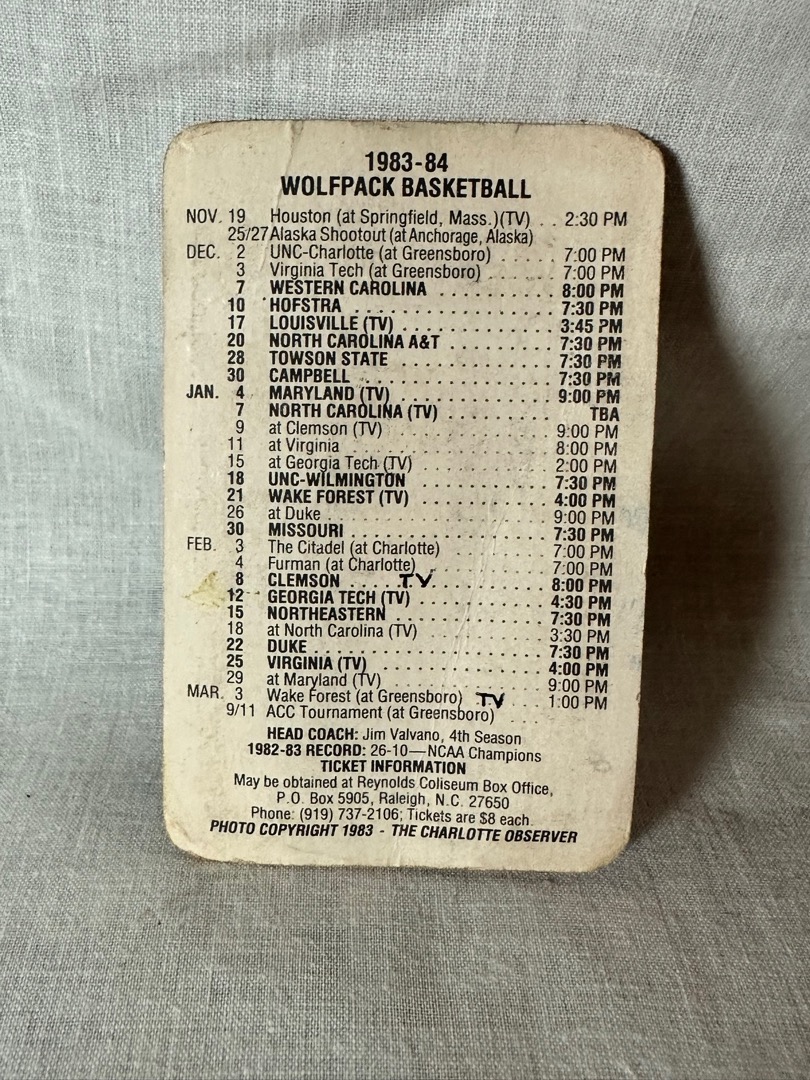 1983-84
WOLFPACK BASKETBALL
NOV. 19 Houston (at Springfield, Mass.)(TV) . . 2:30 PM
25/27 Alaska Shootout (at Anchorage, Alaska)
DEC. 2 UNC-Charlotte (at Greensboro) . . . . . 7:00 PM
3 Virginia Tech (at Greensboro) . . . . . . 7:00 PM
7 WESTERN CAROLINA . . . . . . . . . . 8:00 PM
10 HOFSTRA . . . . . . . . . . . . . . . . . 7:30 PM
17 LOUISVILLE (TV) . . . . . . . . . . . . . 3:45 PM
20 NORTH CAROLINA A&T . . . . . . . . 7:30 PM
28 TOWSON STATE . . . . . . . . . . . . . 7:30 PM
30 CAMPBELL . . . . . . . . . . . . . . . . 7:30 PM
JAN. 4 MARYLAND (TV) . . . . . . . . . . . . . 9:00 PM
7 NORTH CAROLINA (TV) . . . . . . . . . TBA
9 at Clemson (TV) . . . . . . . . . . . . . 9:00 PM
11 at Virginia . . . . . . . . . . . . . . . . . 8:00 PM
15 at Georgia Tech (TV) . . . . . . . . . . 2:00 PM
18 UNC-WILMINGTON . . . . . . . . . . . 7:30 PM
21 WAKE FOREST (TV) . . . . . . . . . . 4:00 PM
26 at Duke . . . . . . . . . . . . . . . . . . . 9:00 PM
30 MISSOURI . . . . . . . . . . . . . . . . . 7:30 PM
FEB. 3 The Citadel (at Charlotte) . . . . . . . . 7:00 PM
4 Furman (at Charlotte) . . . . . . . . . . 7:00 PM
8 CLEMSON . . . . . TV . . . . . . . . . . 8:00 PM
12 GEORGIA TECH (TV) . . . . . . . . . . 4:30 PM
15 NORTHEASTERN . . . . . . . . . . . . 7:30 PM
18 at North Carolina (TV) . . . . . . . . . 3:30 PM
22 DUKE . . . . . . . . . . . . . . . . . . . . 7:30 PM
25 VIRGINIA (TV) . . . . . . . . . . . . . . 4:00 PM
29 at Maryland (TV) . . . . . . . . . . . . 9:00 PM
MAR. 3 Wake Forest (at Greensboro) TV . . . 1:00 PM
9/11 ACC Tournament (at Greensboro) . . .
HEAD COACH: Jim Valvano, 4th Season
1982-83 RECORD: 26-10—NCAA Champions
TICKET INFORMATION
May be obtained at Reynolds Coliseum Box Office,
P.O. Box 5905, Raleigh, N.C. 27650
Phone: (919) 737-2106; Tickets are $8 each.
PHOTO COPYRIGHT 1983 - THE CHARLOTTE OBSERVER